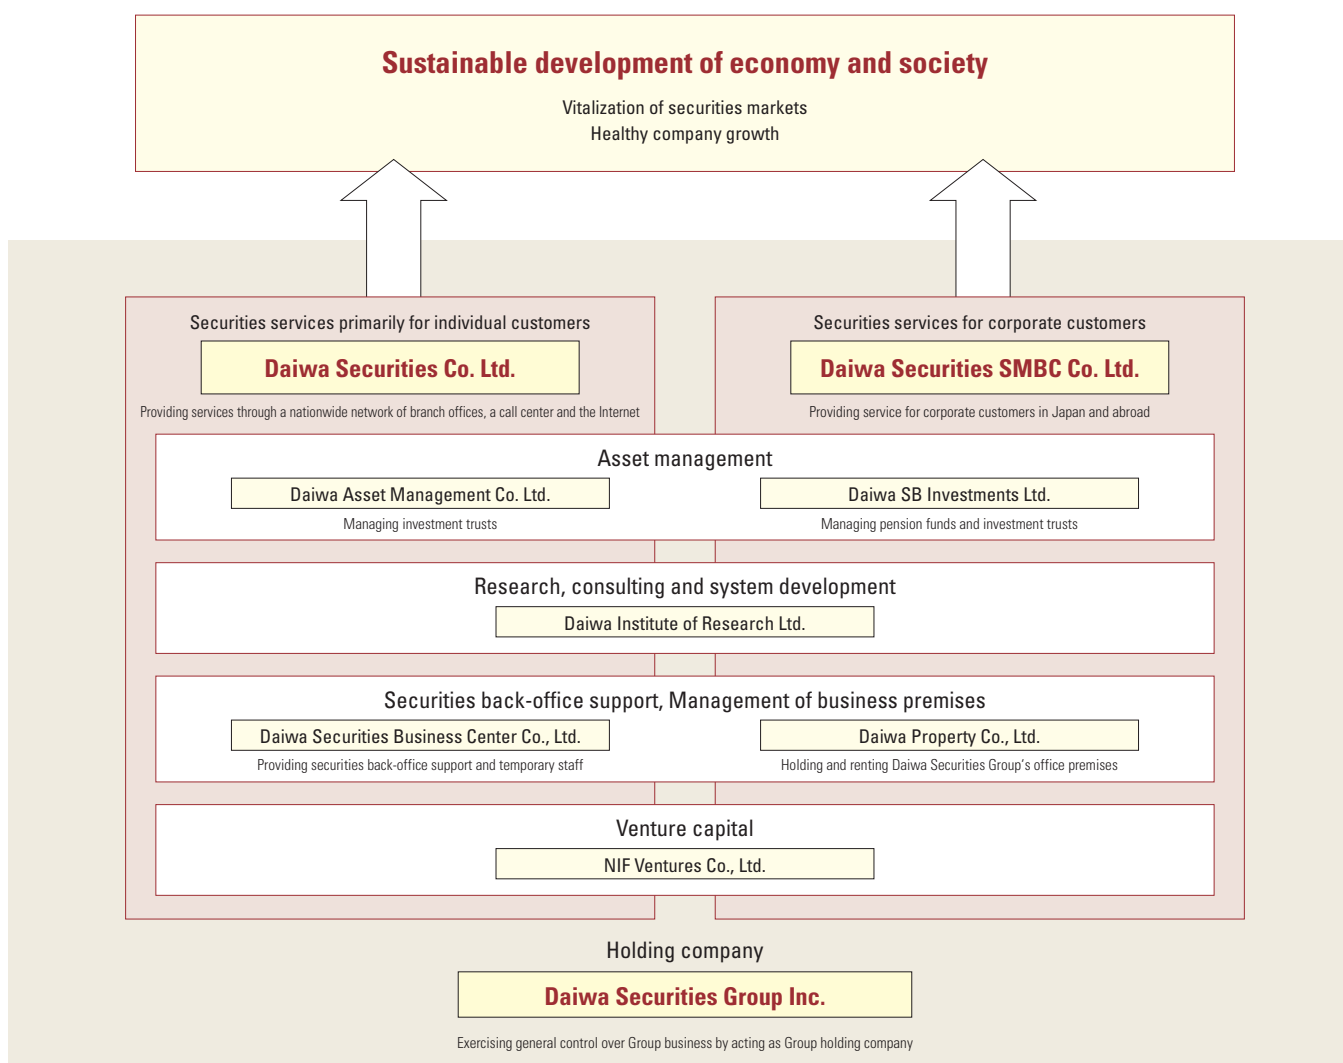 Sustainable development of economy and society
Vitalization of securities markets
Healthy company growth
Securities services primarily for individual customers
Daiwa Securities Co. Ltd.
Providing services through a nationwide network of branch offices, a call center and the Internet
Securities services for corporate customers
Daiwa Securities SMBC Co. Ltd.
Providing service for corporate customers in Japan and abroad
Asset management
Daiwa Asset Management Co. Ltd.
Managing investment trusts
Daiwa SB Investments Ltd.
Managing pension funds and investment trusts
Research, consulting and system development
Daiwa Institute of Research Ltd.
Securities back-office support, Management of business premises
Daiwa Securities Business Center Co., Ltd.
Providing securities back-office support and temporary staff
Daiwa Property Co., Ltd.
Holding and renting Daiwa Securities Group's office premises
Venture capital
NIF Ventures Co., Ltd.
Holding company
Daiwa Securities Group Inc.
Exercising general control over Group business by acting as Group holding company